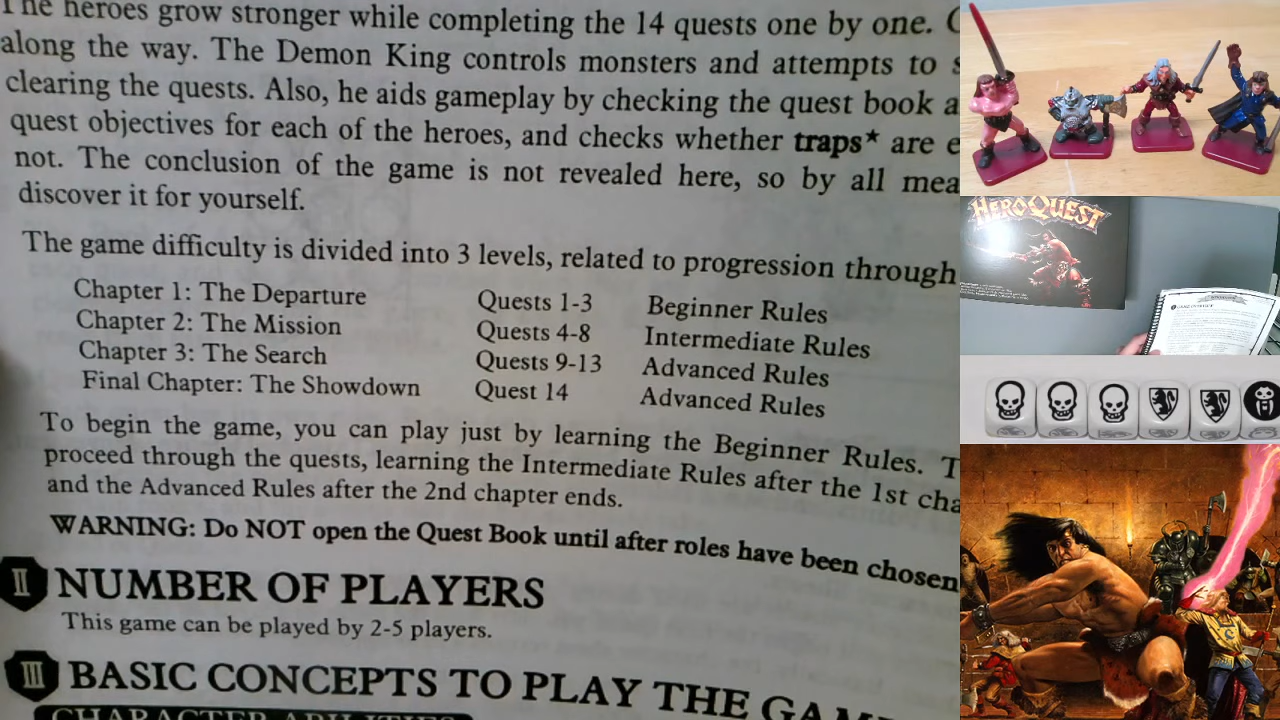 The heroes grow stronger while completing the 14 quests one by one.
along the way. The Demon King controls monsters and attempts to
clearing the quests. Also, he aids gameplay by checking the quest book
quest objectives for each of the heroes, and checks whether traps* are
not. The conclusion of the game is not revealed here, so by all
discover it for yourself.
The game difficulty is divided into 3 levels, related to progression through
Chapter 1: The Departure Quests 1-3 Beginner Rules
Chapter 2: The Mission Quests 4-8 Intermediate Rules
Chapter 3: The Search Quests 9-13 Advanced Rules
Final Chapter: The Showdown Quest 14 Advanced Rules
To begin the game, you can play just by learning the Beginner Rules.
proceed through the quests, learning the Intermediate Rules after the 1st
and the Advanced Rules after the 2nd chapter ends.
WARNING: Do NOT open the Quest Book until after roles have been chosen
II NUMBER OF PLAYERS
This game can be played by 2-5 players.
III BASIC CONCEPTS TO PLAY THE GAME
CHARACTER ABILITIES
HEROQUEST